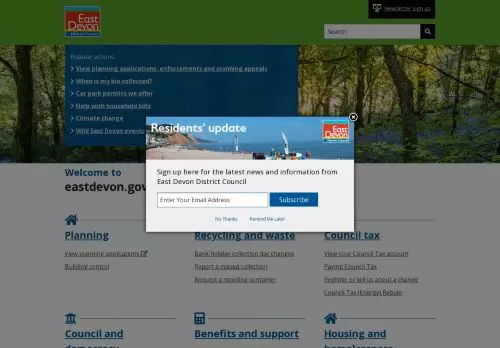 East
Devon
District Council
Newsletter Sign up
Search
Popular actions
View planning applications, enforcements and planning appeals
When is my bin collected?
Car park permits we offer
Help with household bills
Climate change
Wild East Devon events
Residents' update
East
Devon
District Council
Sign up here for the latest news and information from
East Devon District Council
Enter Your Email Address
Subscribe
No Thanks
Remind Me Later
Welcome to
eastdevon.gov
Planning
View planning applications
Building control
Recycling and waste
Bank holiday collection day changes
Report a missed collection
Request a recycling container
Council tax
View your Council Tax account
Paying Council Tax
Register or tell us about a change
Council Tax (Energy) Rebate
Council and
democracy
Benefits and support
Housing and
homelessness